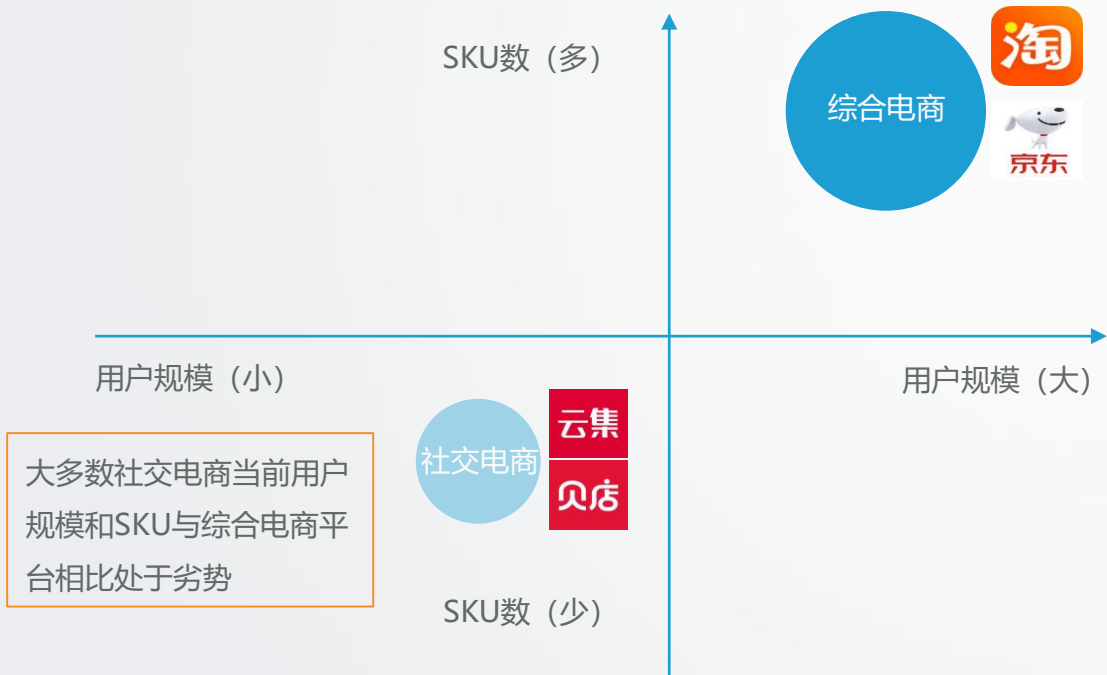 SKU数（多）
综合电商
淘
京东
用户规模（小）
用户规模（大）
云集
社交电商
贝店
大多数社交电商当前用户
规模和SKU与综合电商平
台相比处于劣势
SKU数（少）